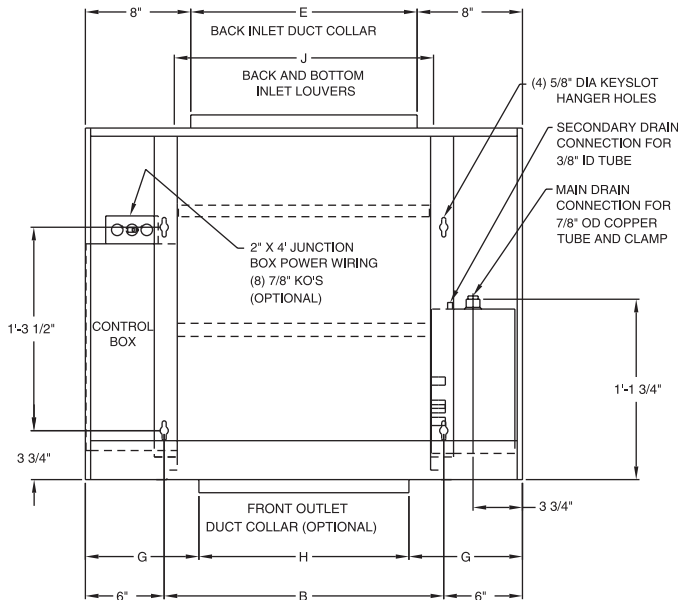 8"
E
8"
BACK INLET DUCT COLLAR
J
BACK AND BOTTOM
INLET LOUVERS
(4) 5/8" DIA KEYSLOT
HANGER HOLES
SECONDARY DRAIN
CONNECTION FOR
3/8" ID TUBE
MAIN DRAIN
CONNECTION FOR
7/8" OD COPPER
TUBE AND CLAMP
2" X 4' JUNCTION
BOX POWER WIRING
(8) 7/8" KO'S
(OPTIONAL)
1'-3 1/2"
CONTROL
BOX
1'-1 3/4"
3 3/4"
3 3/4"
FRONT OUTLET
DUCT COLLAR (OPTIONAL)
G
H
G
6"
B
6"